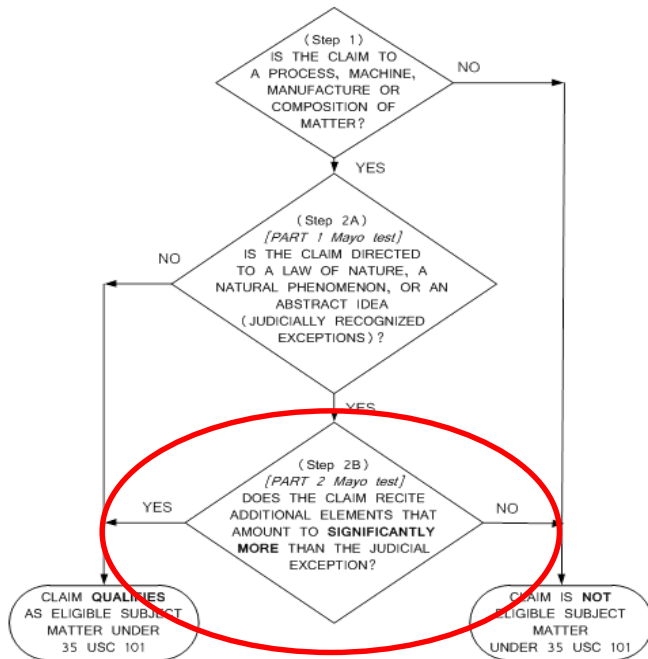 (Step 1)
IS THE CLAIM TO
A PROCESS, MACHINE,
MANUFACTURE OR
COMPOSITION OF
MATTER?
NO
YES
(Step 2A)
[PART 1 Mayo test]
IS THE CLAIM DIRECTED
TO A LAW OF NATURE, A
NATURAL PHENOMENON, OR AN
ABSTRACT IDEA
(JUDICIALLY RECOGNIZED
EXCEPTIONS)?
NO
YES
(Step 2B)
[PART 2 Mayo test]
DOES THE CLAIM RECITE
ADDITIONAL ELEMENTS THAT
AMOUNT TO SIGNIFICANTLY
MORE THAN THE JUDICIAL
EXCEPTION?
YES
NO
CLAIM QUALIFIES
AS ELIGIBLE SUBJECT
MATTER UNDER
35 USC 101
CLAIM IS NOT
ELIGIBLE SUBJECT
MATTER
UNDER 35 USC 101